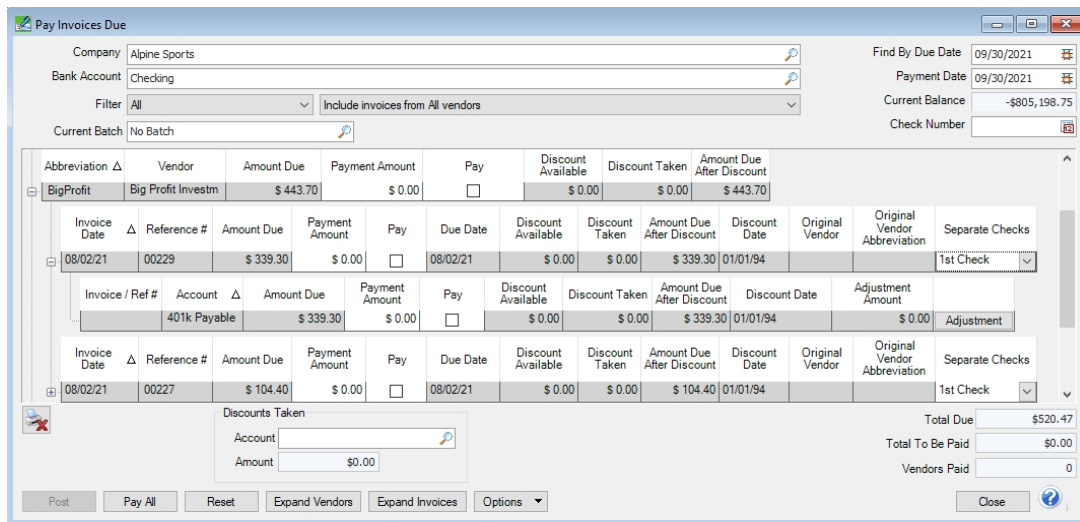 Pay Invoices Due
Company Alpine Sports Find By Due Date 09/30/2021
Bank Account Checking Payment Date 09/30/2021
Filter All Include invoices from All vendors Current Balance -$805,198.75
Current Batch No Batch Check Number
Abbreviation Δ Vendor Amount Due Payment Amount Pay Discount Available Discount Taken Amount Due After Discount
BigProfit Big Profit Investm $ 443.70 $ 0.00 $ 0.00 $ 0.00 $ 443.70
Invoice Date Δ Reference # Amount Due Payment Amount Pay Due Date Discount Available Discount Taken Amount Due After Discount Discount Date Original Vendor Original Vendor Abbreviation Separate Checks
08/02/21 00229 $ 339.30 $ 0.00 08/02/21 $ 0.00 $ 0.00 $ 339.30 01/01/94 1st Check
Invoice / Ref # Account Δ Amount Due Payment Amount Pay Discount Available Discount Taken Amount Due After Discount Discount Date Adjustment Amount
401k Payable $ 339.30 $ 0.00 $ 0.00 $ 0.00 $ 339.30 01/01/94 $ 0.00 Adjustment
Invoice Date Δ Reference # Amount Due Payment Amount Pay Due Date Discount Available Discount Taken Amount Due After Discount Discount Date Original Vendor Original Vendor Abbreviation Separate Checks
08/02/21 00227 $ 104.40 $ 0.00 08/02/21 $ 0.00 $ 0.00 $ 104.40 01/01/94 1st Check
Discounts Taken Total Due $520.47
Account Total To Be Paid $0.00
Amount $0.00 Vendors Paid 0
Post Pay All Reset Expand Vendors Expand Invoices Options Close ?